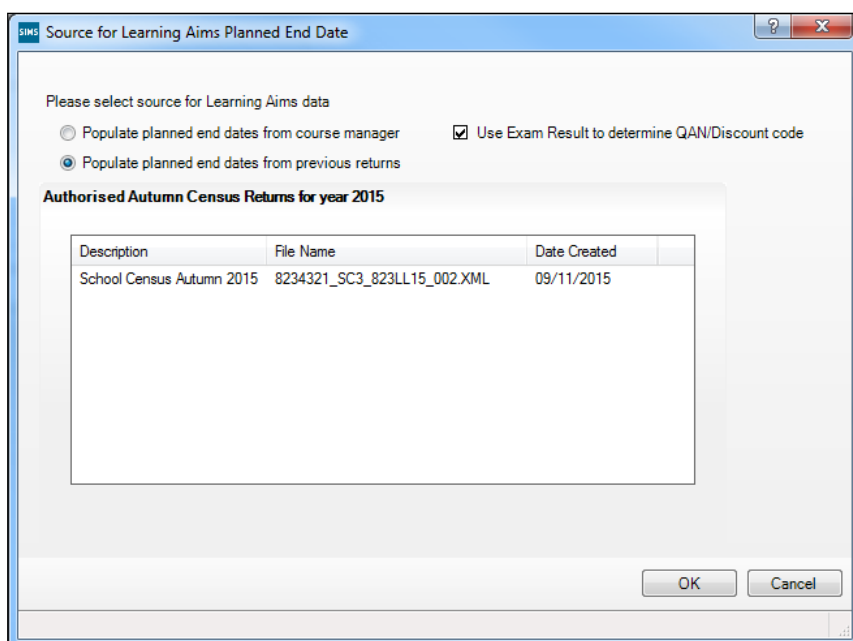 SIMS Source for Learning Aims Planned End Date ? X
Please select source for Learning Aims data
Populate planned end dates from course manager Use Exam Result to determine QAN/Discount code
Populate planned end dates from previous returns
Authorised Autumn Census Returns for year 2015
Description File Name Date Created
School Census Autumn 2015 8234321_SC3_823LL15_002.XML 09/11/2015
OK Cancel